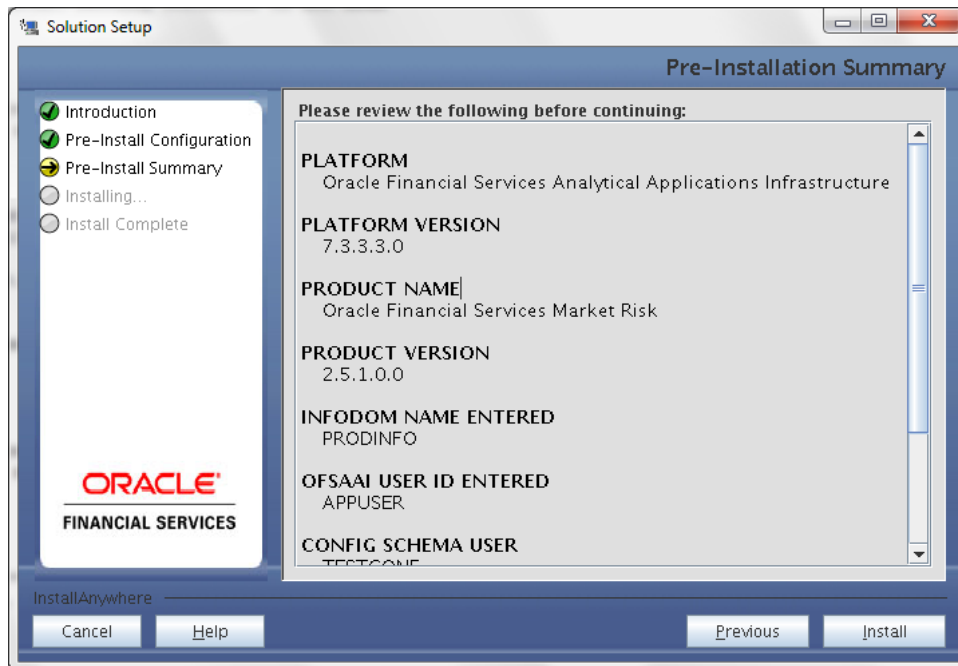 Solution Setup
Pre-Installation Summary
Introduction
Pre-Install Configuration
Pre-Install Summary
Installing...
Install Complete
ORACLE
FINANCIAL SERVICES
Please review the following before continuing:
PLATFORM
Oracle Financial Services Analytical Applications Infrastructure
PLATFORM VERSION
7.3.3.3.0
PRODUCT NAME
Oracle Financial Services Market Risk
PRODUCT VERSION
2.5.1.0.0
INFODOM NAME ENTERED
PRODINFO
OFSAAI USER ID ENTERED
APPUSER
CONFIG SCHEMA USER
InstallAnywhere
Cancel
Help
Previous
Install